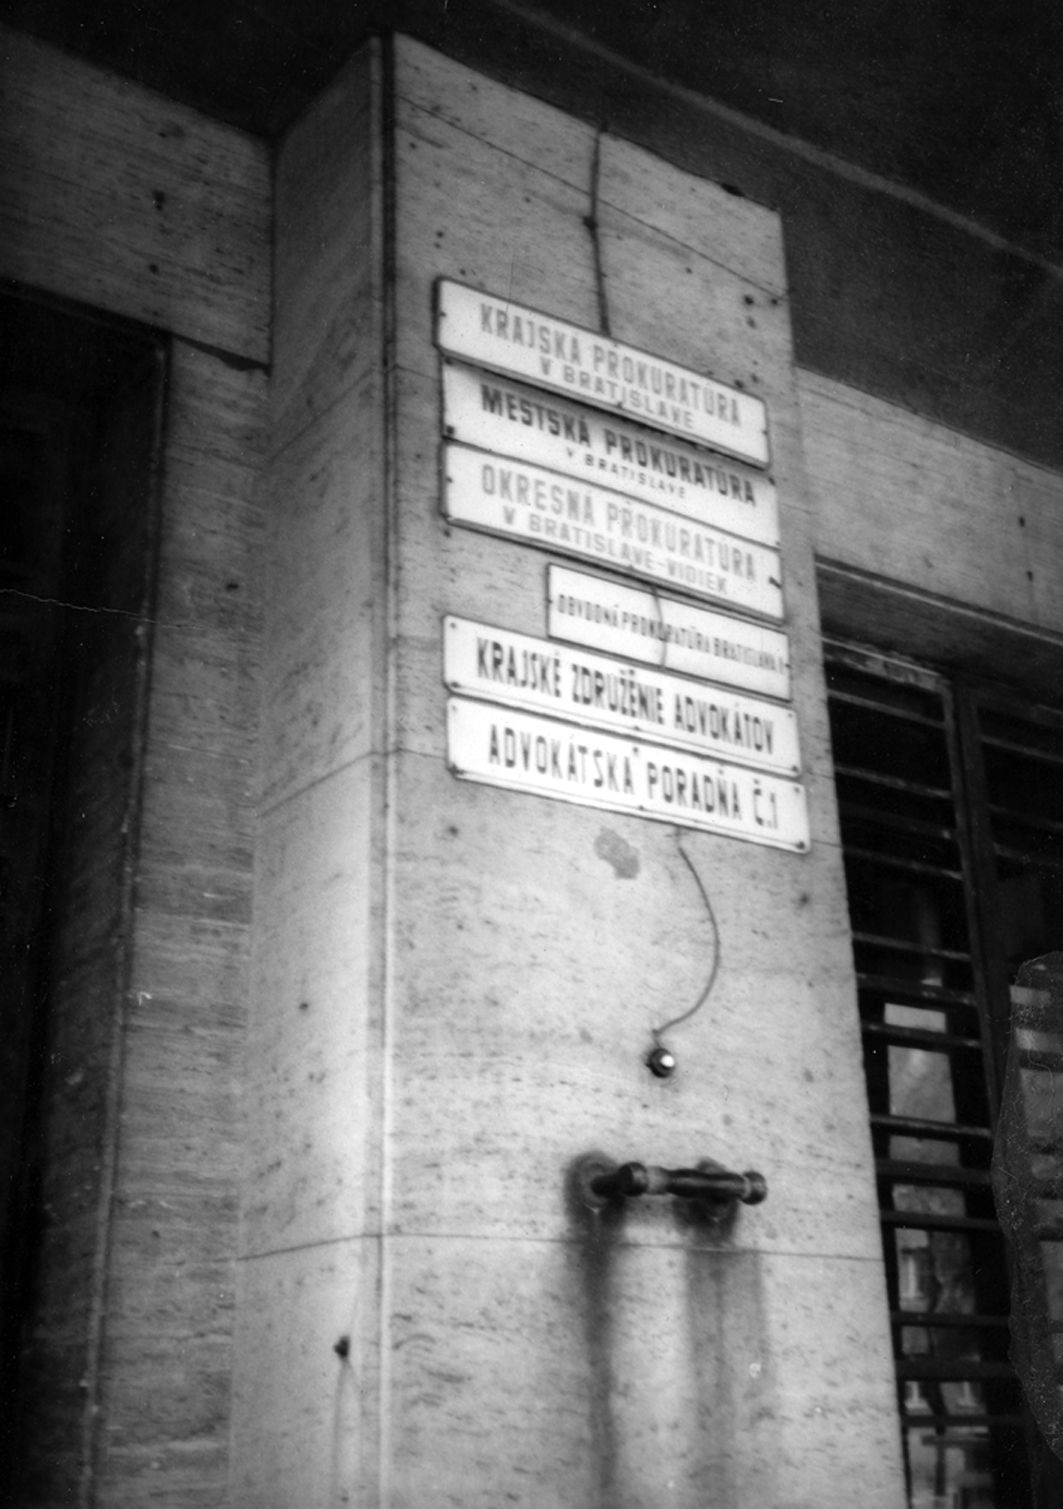 KRAJSKÁ PROKURATÚRA
V BRATISLAVE
MESTSKÁ PROKURATÚRA
V BRATISLAVE
OKRESNÁ PROKURATÚRA
V BRATISLAVE-VIDIEK
OBVODNÁ PROKURATÚRA BRATISLAVA I
KRAJSKÉ ZDRUŽENIE ADVOKÁTOV
ADVOKÁTSKA PORADŇA Č.1